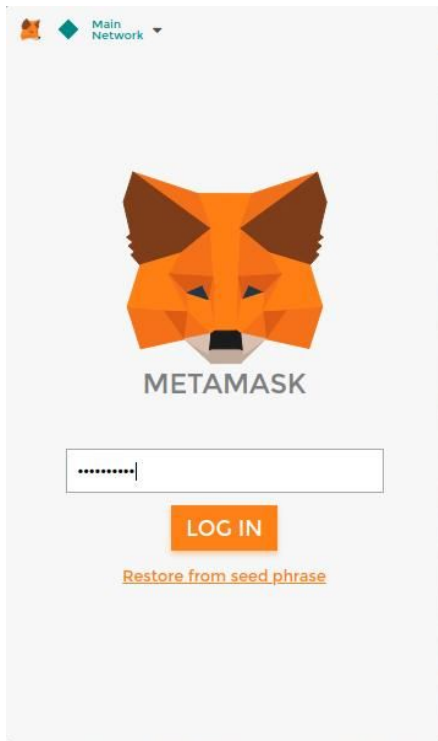 Main
Network
METAMASK
••••••••••
LOG IN
Restore from seed phrase